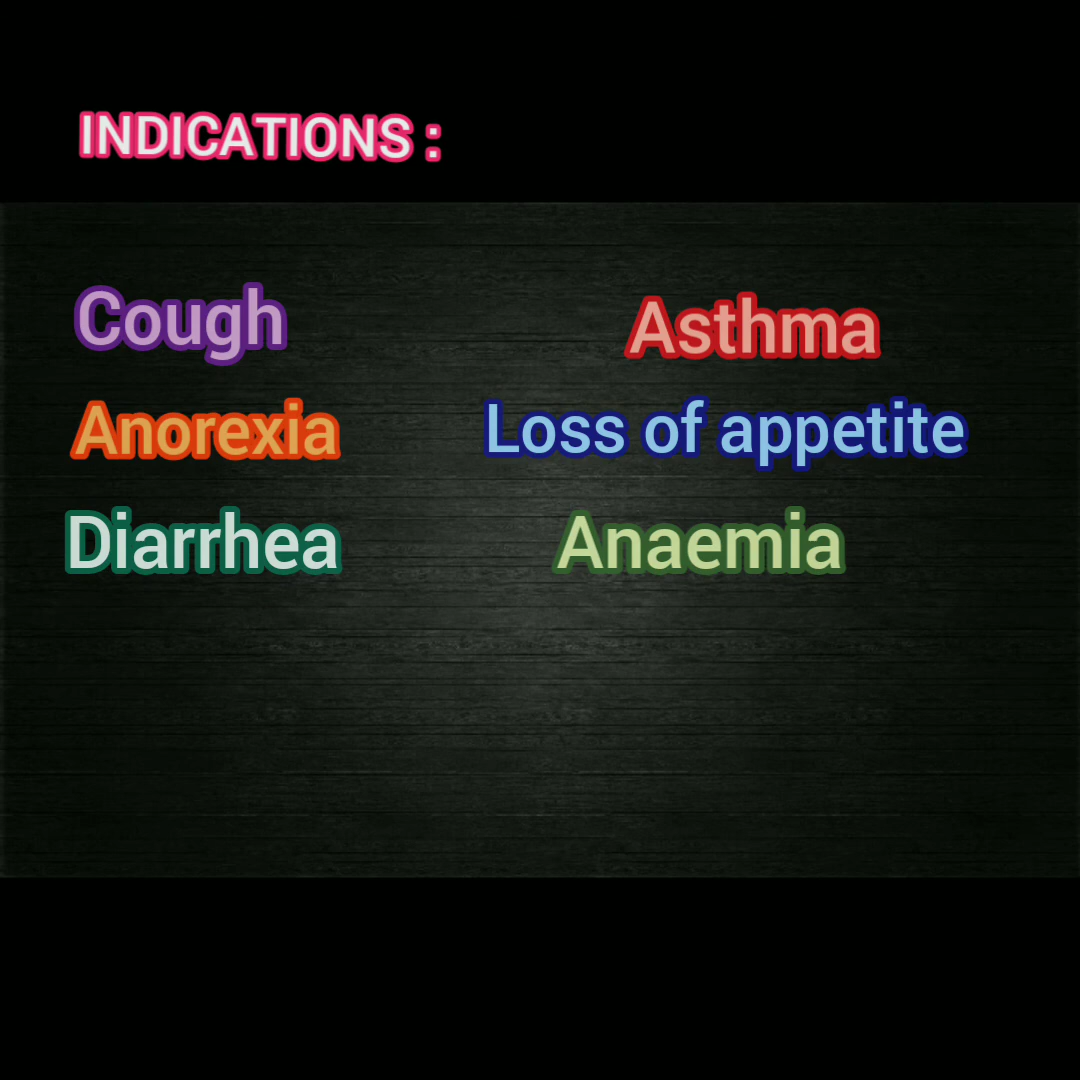 INDICATIONS :
Cough
Asthma
Anorexia
Loss of appetite
Diarrhea
Anaemia